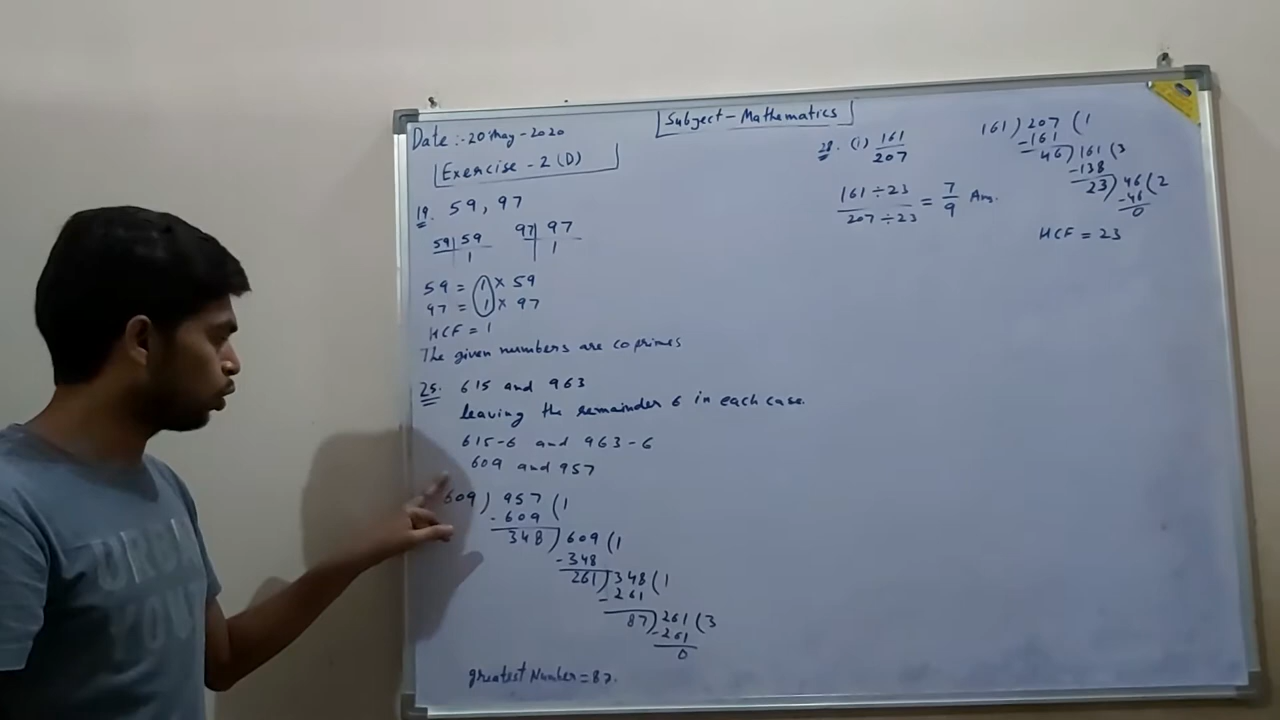 Subject - Mathematics
Date :- 20 May - 2020
Exercise - 2 (D)
19. 59, 97
59 | 59
1
97 | 97
1
59 = 1 × 59
97 = 1 × 97
HCF = 1
The given numbers are coprimes
25. 615 and 963
leaving the remainder 6 in each case.
615-6 and 963-6
609 and 957
609 ) 957 ( 1
- 609
348 ) 609 ( 1
- 348
261 ) 348 ( 1
- 261
87 ) 261 ( 3
- 261
0
greatest Number = 87.
28. (i) 161/207
161 ÷ 23 / 207 ÷ 23 = 7/9 Ans.
161 ) 207 ( 1
- 161
46 ) 161 ( 3
- 138
23 ) 46 ( 2
- 46
0
HCF = 23
URB
YOU